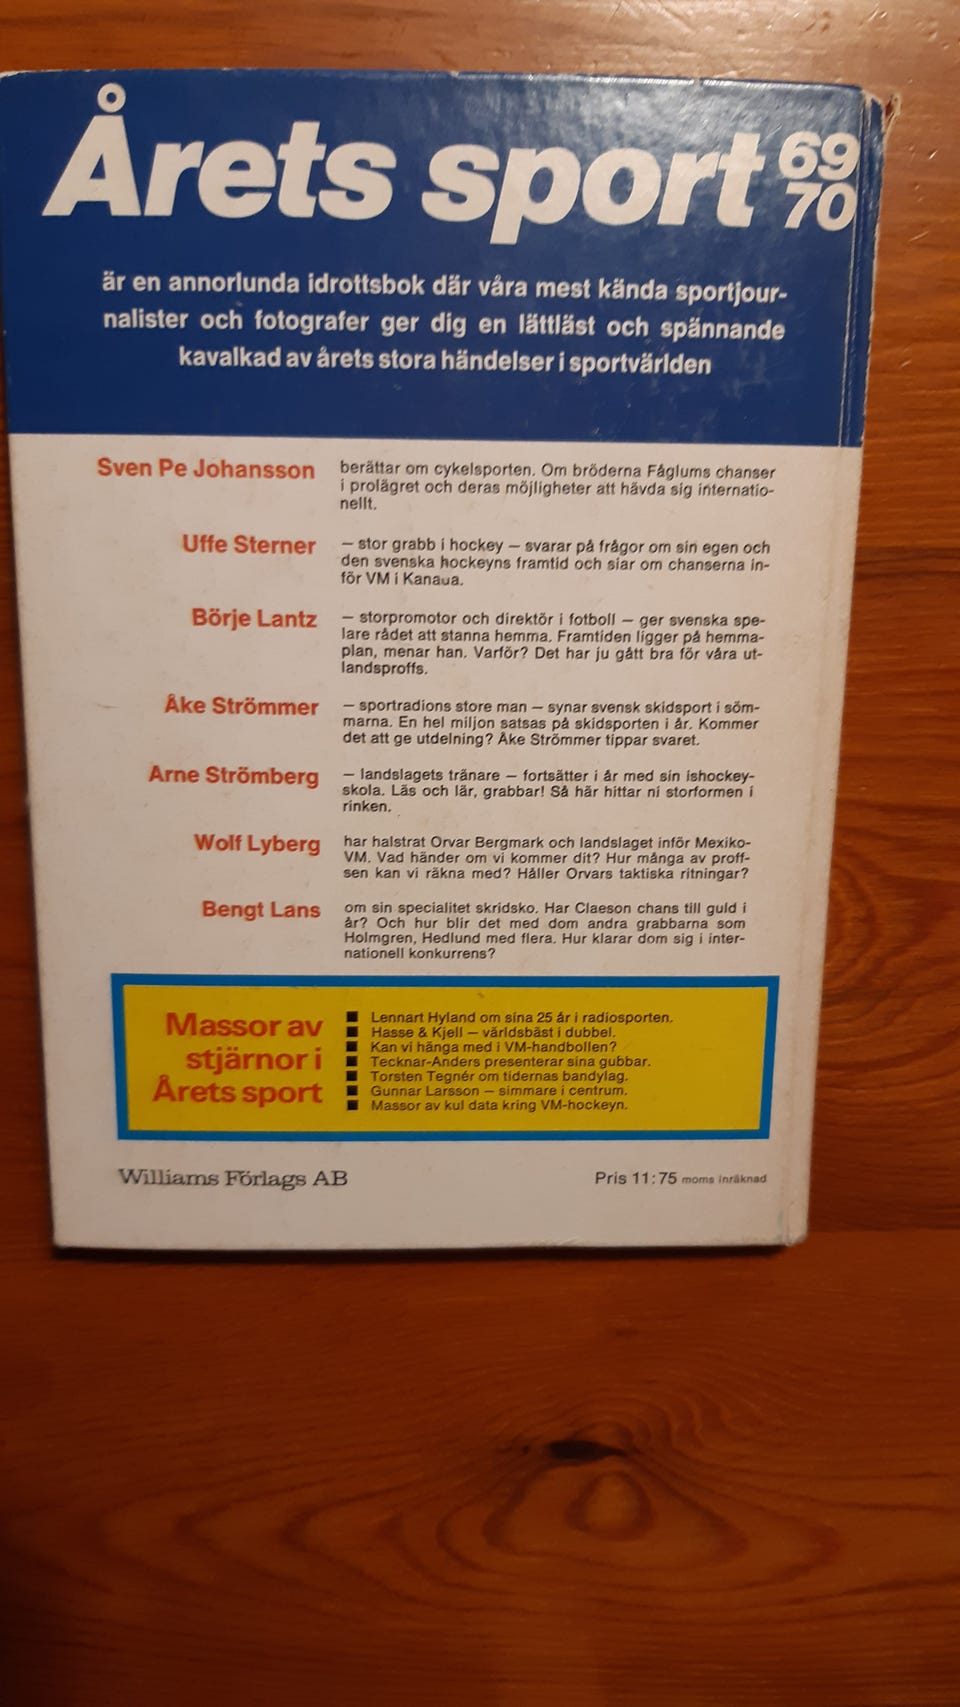 Årets sport 69
70
är en annorlunda idrottsbok där våra mest kända sportjour-
nalister och fotografer ger dig en lättläst och spännande
kavalkad av årets stora händelser i sportvärlden
Sven Pe Johansson berättar om cykelsporten. Om bröderna Fåglums chanser
i prolägret och deras möjligheter att hävda sig internatio-
nellt.
Uffe Sterner – stor grabb i hockey – svarar på frågor om sin egen och
den svenska hockeyns framtid och siar om chanserna in-
för VM i Kanaua.
Börje Lantz – storpromotor och direktör i fotboll – ger svenska spe-
lare rådet att stanna hemma. Framtiden ligger på hemma-
plan, menar han. Varför? Det har ju gått bra för våra ut-
landsproffs.
Åke Strömmer – sportradions store man – synar svensk skidsport i söm-
marna. En hel miljon satsas på skidsporten i år. Kommer
det att ge utdelning? Åke Strömmer tippar svaret.
Arne Strömberg – landslagets tränare – fortsätter i år med sin ishockey-
skola. Läs och lär, grabbar! Så här hittar ni storformen i
rinken.
Wolf Lyberg har halstrat Orvar Bergmark och landslaget inför Mexiko-
VM. Vad händer om vi kommer dit? Hur många av proff-
sen kan vi räkna med? Håller Orvars taktiska ritningar?
Bengt Lans om sin specialitet skridsko. Har Claeson chans till guld i
år? Och hur blir det med dom andra grabbarna som
Holmgren, Hedlund med flera. Hur klarar dom sig i inter-
nationell konkurrens?
Massor av
stjärnor i
Årets sport
■ Lennart Hyland om sina 25 år i radiosporten.
■ Hasse & Kjell – världsbäst i dubbel.
■ Kan vi hänga med i VM-handbollen?
■ Tecknar-Anders presenterar sina gubbar.
■ Torsten Tegnér om tidernas bandylag.
■ Gunnar Larsson – simmare i centrum.
■ Massor av kul data kring VM-hockeyn.
Williams Förlags AB Pris 11:75 moms inräknad